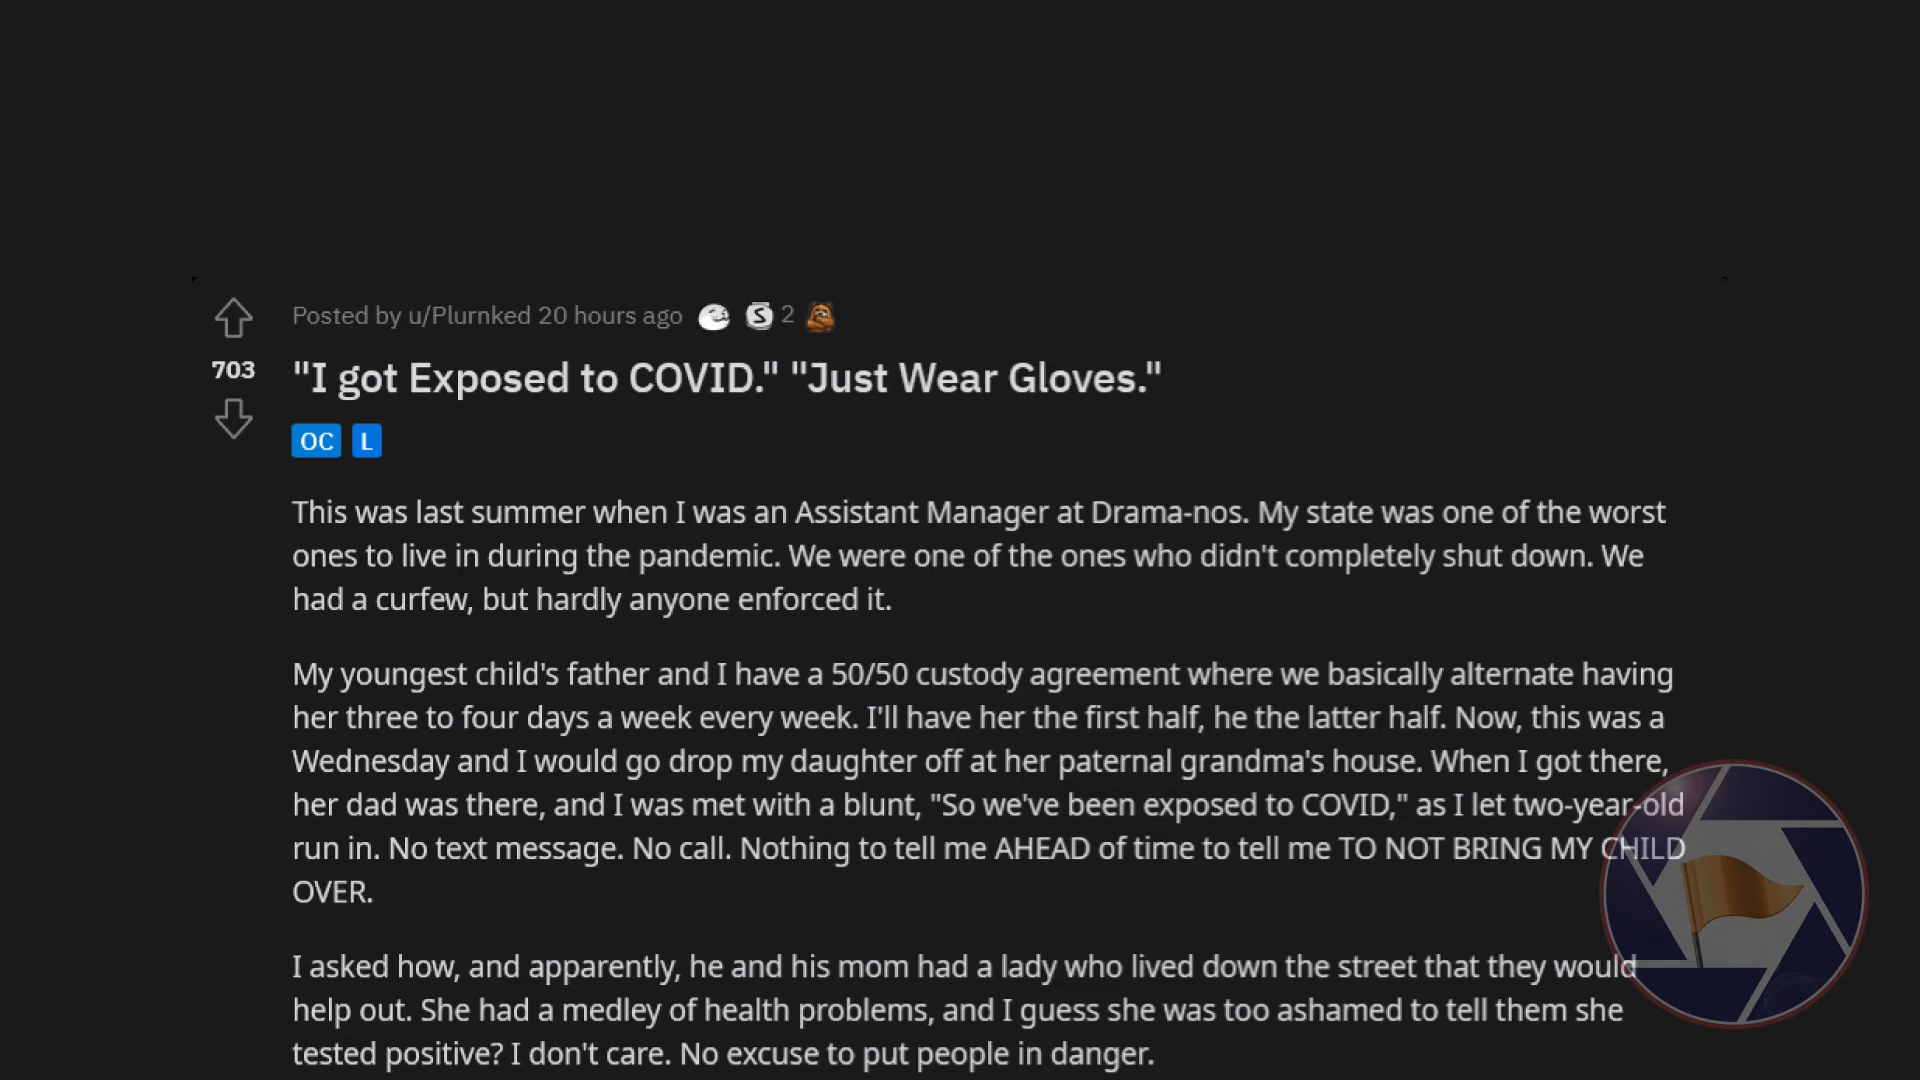 Posted by u/Plurnked 20 hours ago 2
703
"I got Exposed to COVID." "Just Wear Gloves."
OC L
This was last summer when I was an Assistant Manager at Drama-nos. My state was one of the worst
ones to live in during the pandemic. We were one of the ones who didn't completely shut down. We
had a curfew, but hardly anyone enforced it.
My youngest child's father and I have a 50/50 custody agreement where we basically alternate having
her three to four days a week every week. I'll have her the first half, he the latter half. Now, this was a
Wednesday and I would go drop my daughter off at her paternal grandma's house. When I got there,
her dad was there, and I was met with a blunt, "So we've been exposed to COVID," as I let two-year-old
run in. No text message. No call. Nothing to tell me AHEAD of time to tell me TO NOT BRING MY CHILD
OVER.
I asked how, and apparently, he and his mom had a lady who lived down the street that they would
help out. She had a medley of health problems, and I guess she was too ashamed to tell them she
tested positive? I don't care. No excuse to put people in danger.